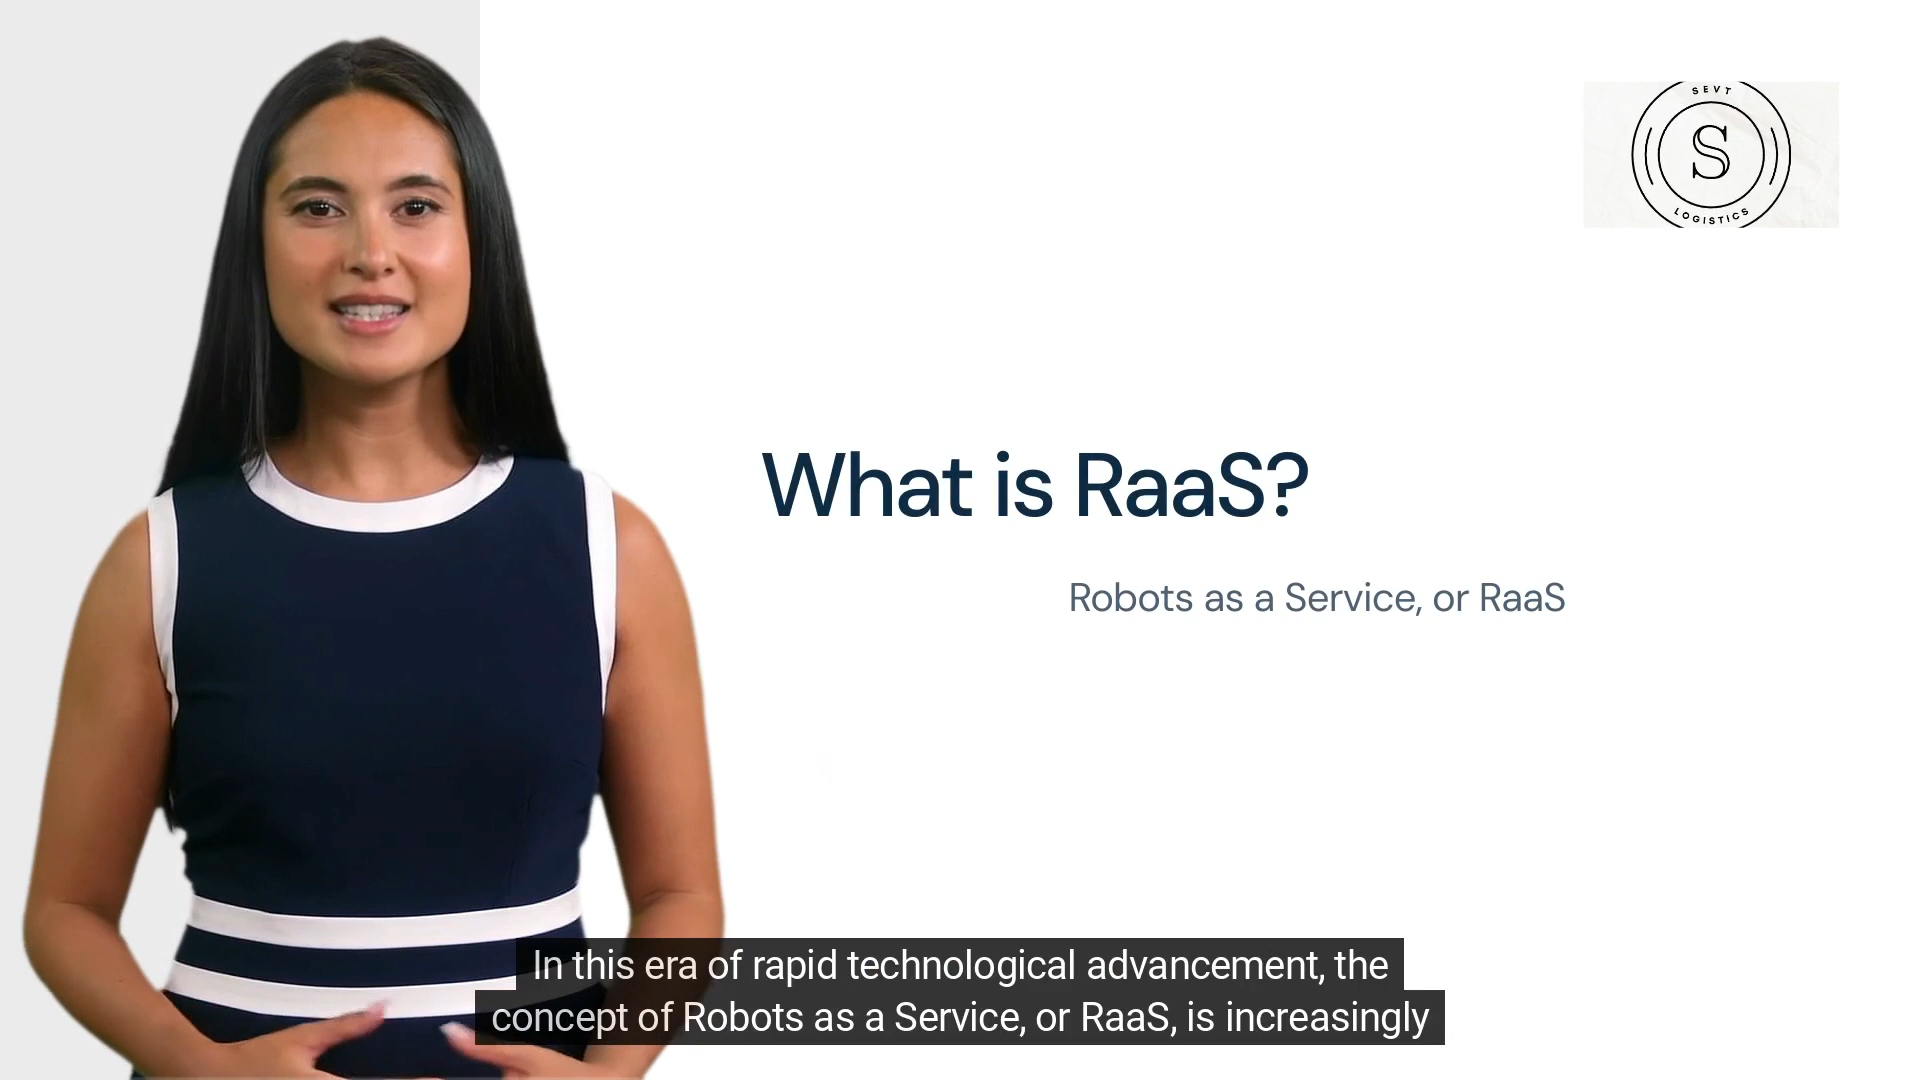 SEVT
S
LOGISTICS
What is RaaS?
Robots as a Service, or RaaS
In this era of rapid technological advancement, the
concept of Robots as a Service, or RaaS, is increasingly